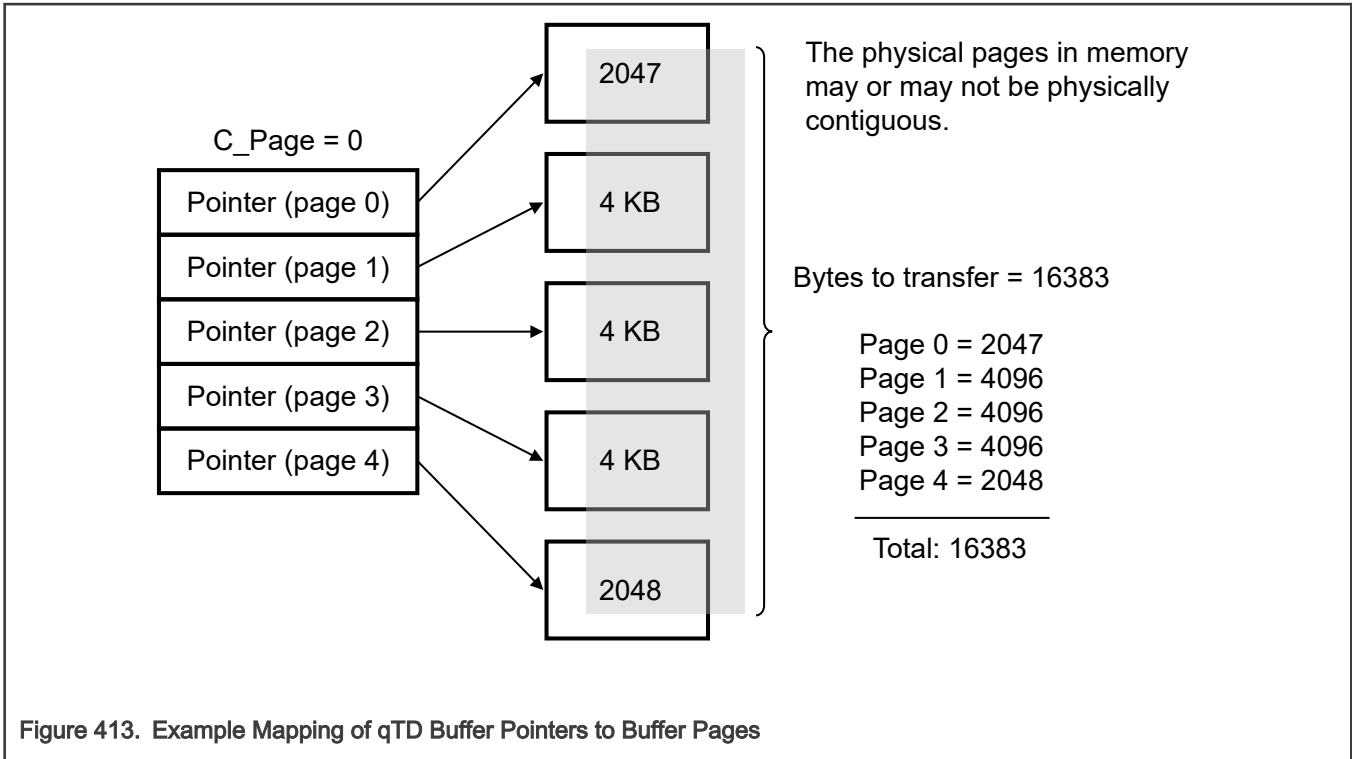 C_Page = 0
Pointer (page 0)
Pointer (page 1)
Pointer (page 2)
Pointer (page 3)
Pointer (page 4)
2047
4 KB
4 KB
4 KB
2048
The physical pages in memory
may or may not be physically
contiguous.
Bytes to transfer = 16383
Page 0 = 2047
Page 1 = 4096
Page 2 = 4096
Page 3 = 4096
Page 4 = 2048
Total: 16383
Figure 413. Example Mapping of qTD Buffer Pointers to Buffer Pages